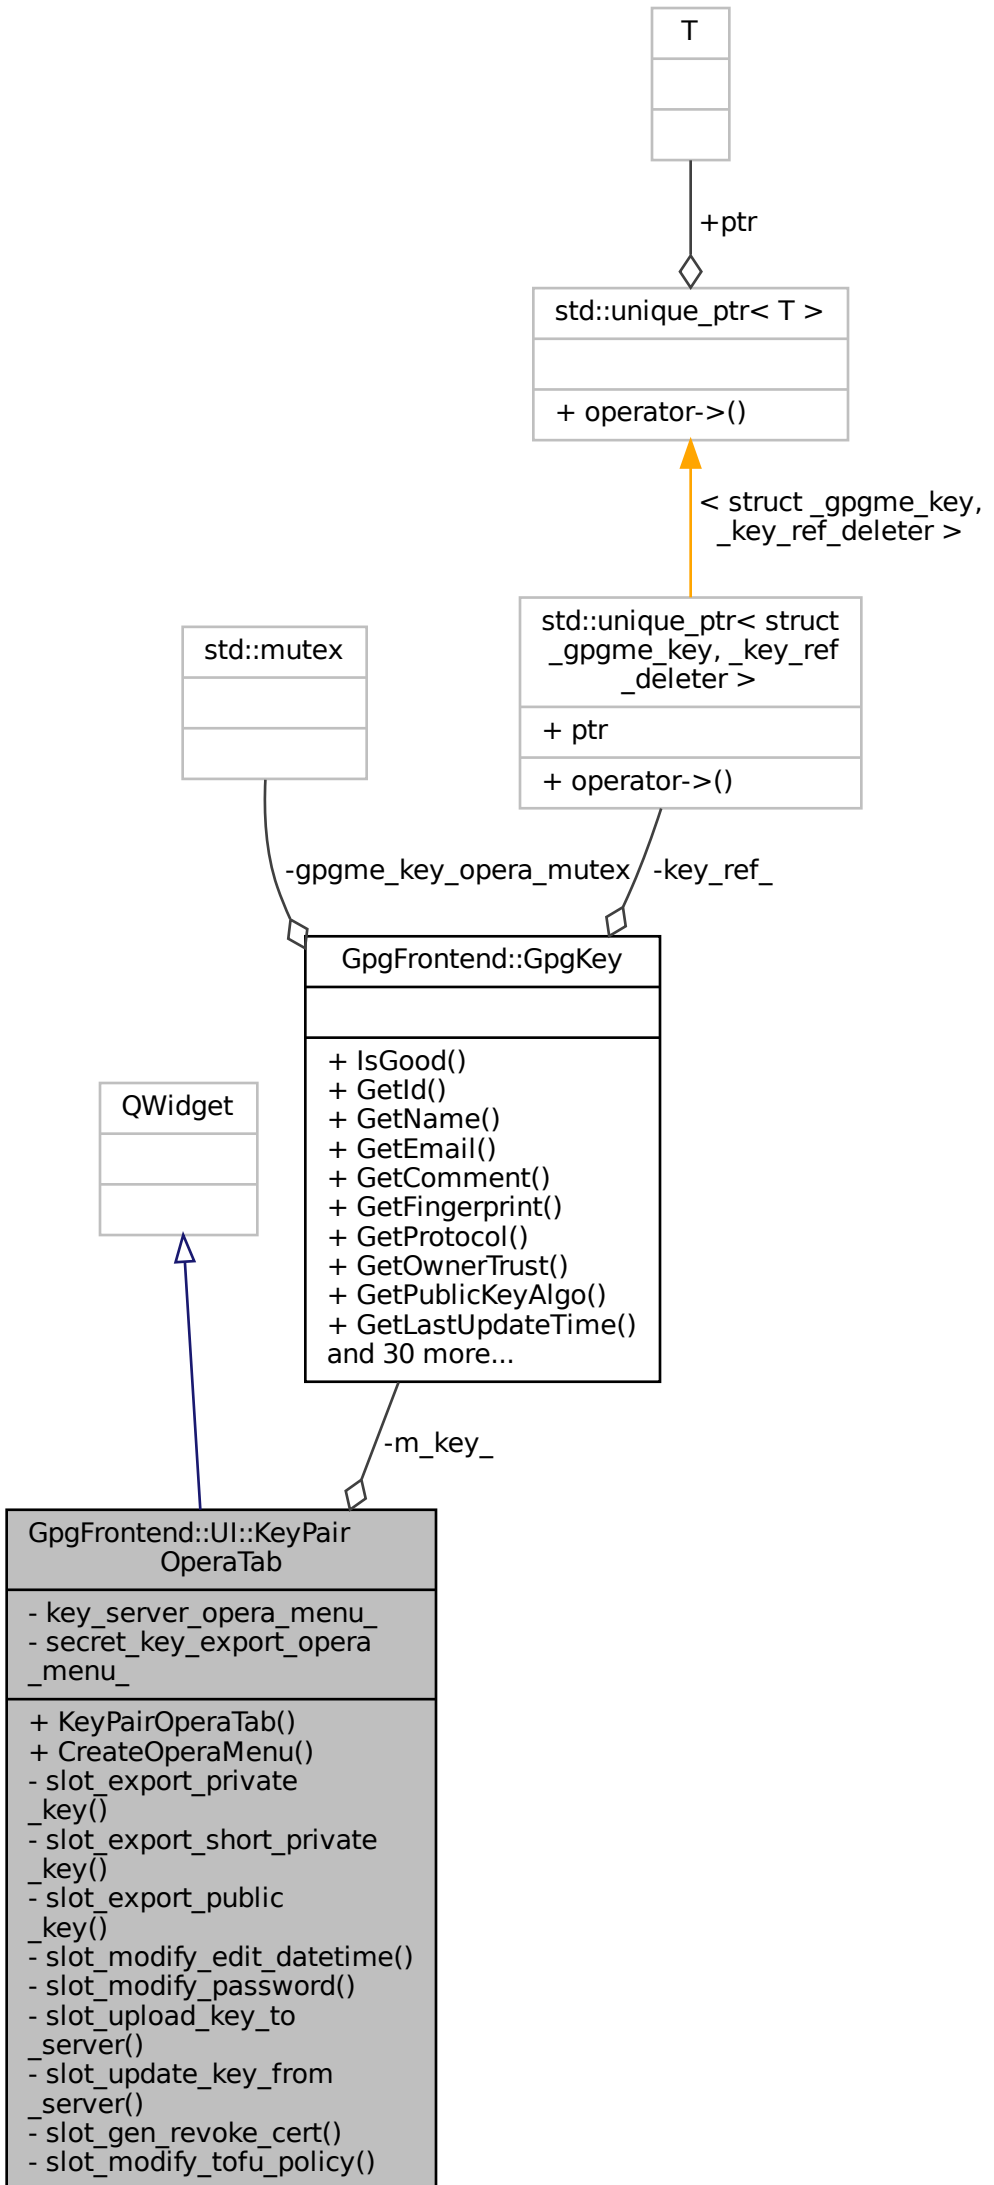 T
+ptr
std::unique_ptr< T >
+ operator->()
< struct _gpgme_key,
_key_ref_deleter >
std::unique_ptr< struct
_gpgme_key, _key_ref
_deleter >
+ ptr
+ operator->()
std::mutex
-gpgme_key_opera_mutex
-key_ref_
GpgFrontend::GpgKey
+ IsGood()
+ GetId()
+ GetName()
+ GetEmail()
+ GetComment()
+ GetFingerprint()
+ GetProtocol()
+ GetOwnerTrust()
+ GetPublicKeyAlgo()
+ GetLastUpdateTime()
and 30 more...
QWidget
-m_key_
GpgFrontend::UI::KeyPair
OperaTab
- key_server_opera_menu_
- secret_key_export_opera
_menu_
+ KeyPairOperaTab()
+ CreateOperaMenu()
- slot_export_private
_key()
- slot_export_short_private
_key()
- slot_export_public
_key()
- slot_modify_edit_datetime()
- slot_modify_password()
- slot_upload_key_to
_server()
- slot_update_key_from
_server()
- slot_gen_revoke_cert()
- slot_modify_tofu_policy()